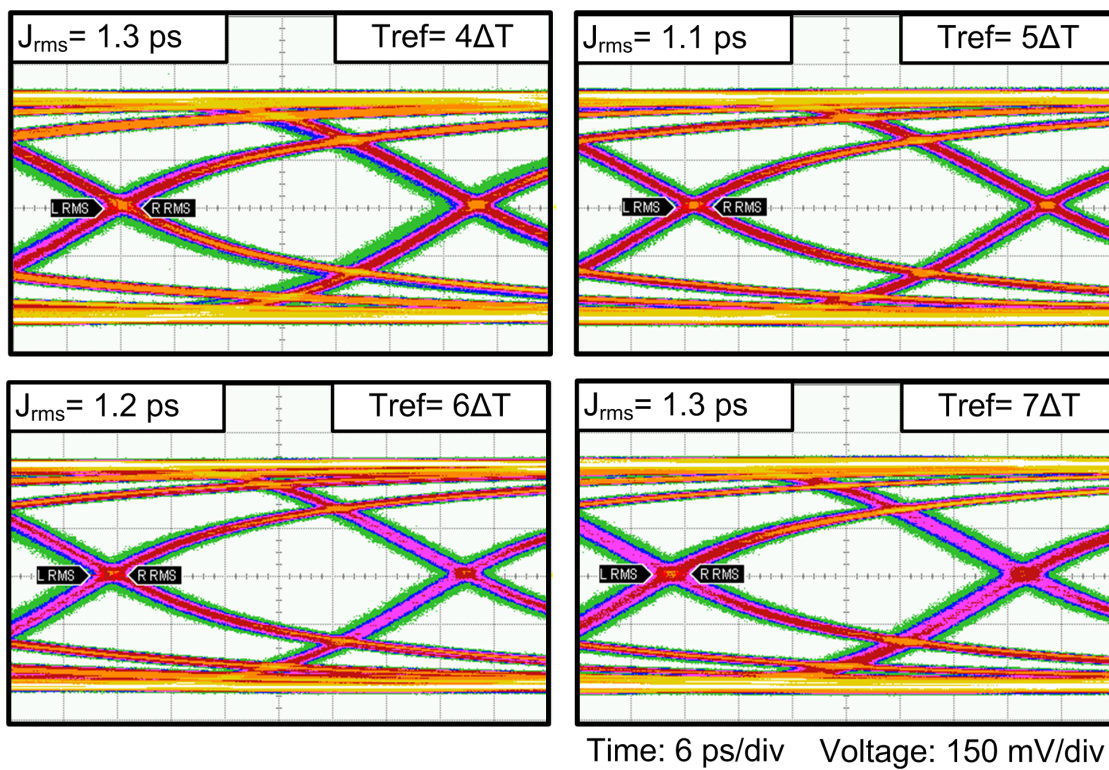 Jrms= 1.3 ps Tref= 4ΔT
L RMS R RMS
Jrms= 1.1 ps Tref= 5ΔT
L RMS R RMS
Jrms= 1.2 ps Tref= 6ΔT
L RMS R RMS
Jrms= 1.3 ps Tref= 7ΔT
L RMS R RMS
Time: 6 ps/div Voltage: 150 mV/div